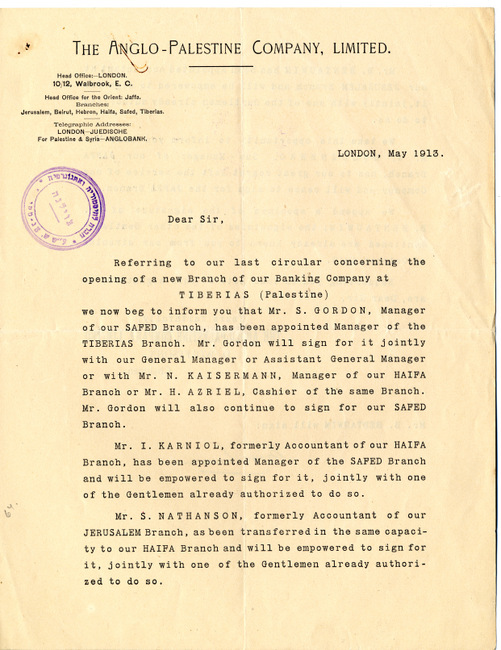 THE ANGLO-PALESTINE COMPANY, LIMITED.
Head Office:—LONDON.
10/12, Walbrook, E. C.
Head Office for the Orient: Jaffa.
Branches:
Jerusalem, Beirut, Hebron, Haifa, Safed, Tiberias.
Telegraphic Addresses:
LONDON—JUEDISCHE
For Palestine & Syria—ANGLOBANK.
LONDON, May 1913.
Dear Sir,
Referring to our last circular concerning the
opening of a new Branch of our Banking Company at
TIBERIAS (Palestine)
we now beg to inform you that Mr. S. GORDON, Manager
of our SAFED Branch, has been appointed Manager of the
TIBERIAS Branch. Mr. Gordon will sign for it jointly
with our General Manager or Assistant General Manager
or with Mr. N. KAISERMANN, Manager of our HAIFA
Branch or Mr. H. AZRIEL, Cashier of the same Branch.
Mr. Gordon will also continue to sign for our SAFED
Branch.
Mr. I. KARNIOL, formerly Accountant of our HAIFA
Branch, has been appointed Manager of the SAFED Branch
and will be empowered to sign for it, jointly with one
of the Gentlemen already authorized to do so.
Mr. S. NATHANSON, formerly Accountant of our
JERUSALEM Branch, as been transferred in the same capaci-
ty to our HAIFA Branch and will be empowered to sign for
it, jointly with one of the Gentlemen already authori-
zed to do so.